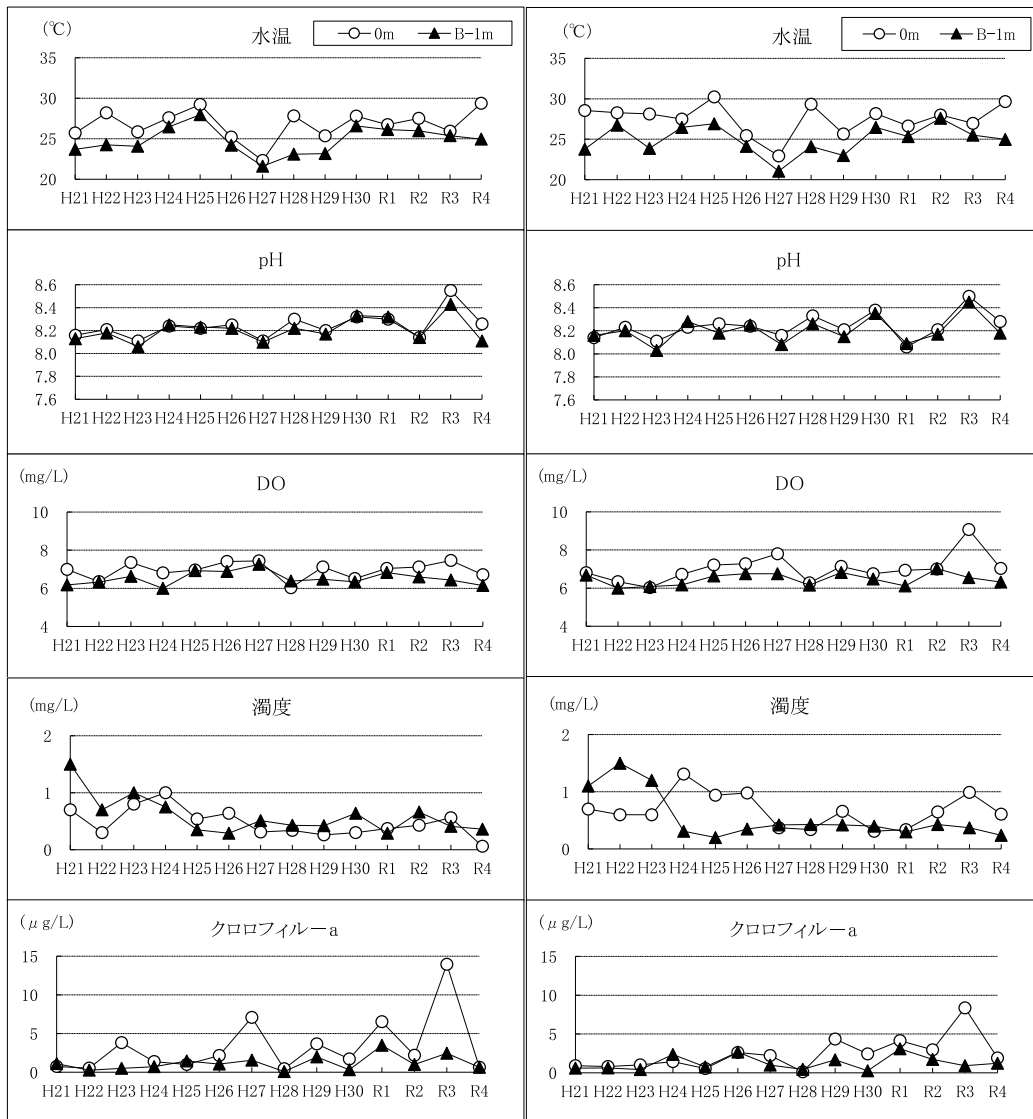 (℃)
水温
0m
B-1m
35
30
25
20
H21 H22 H23 H24 H25 H26 H27 H28 H29 H30 R1 R2 R3 R4
pH
8.6
8.4
8.2
8.0
7.8
7.6
H21 H22 H23 H24 H25 H26 H27 H28 H29 H30 R1 R2 R3 R4
(mg/L)
DO
10
8
6
4
H21 H22 H23 H24 H25 H26 H27 H28 H29 H30 R1 R2 R3 R4
(mg/L)
濁度
2
1
0
H21 H22 H23 H24 H25 H26 H27 H28 H29 H30 R1 R2 R3 R4
(μg/L)
クロロフィル－a
15
10
5
0
H21 H22 H23 H24 H25 H26 H27 H28 H29 H30 R1 R2 R3 R4
(℃)
水温
0m
B-1m
35
30
25
20
H21 H22 H23 H24 H25 H26 H27 H28 H29 H30 R1 R2 R3 R4
pH
8.6
8.4
8.2
8.0
7.8
7.6
H21 H22 H23 H24 H25 H26 H27 H28 H29 H30 R1 R2 R3 R4
(mg/L)
DO
10
8
6
4
H21 H22 H23 H24 H25 H26 H27 H28 H29 H30 R1 R2 R3 R4
(mg/L)
濁度
2
1
0
H21 H22 H23 H24 H25 H26 H27 H28 H29 H30 R1 R2 R3 R4
(μg/L)
クロロフィル－a
15
10
5
0
H21 H22 H23 H24 H25 H26 H27 H28 H29 H30 R1 R2 R3 R4